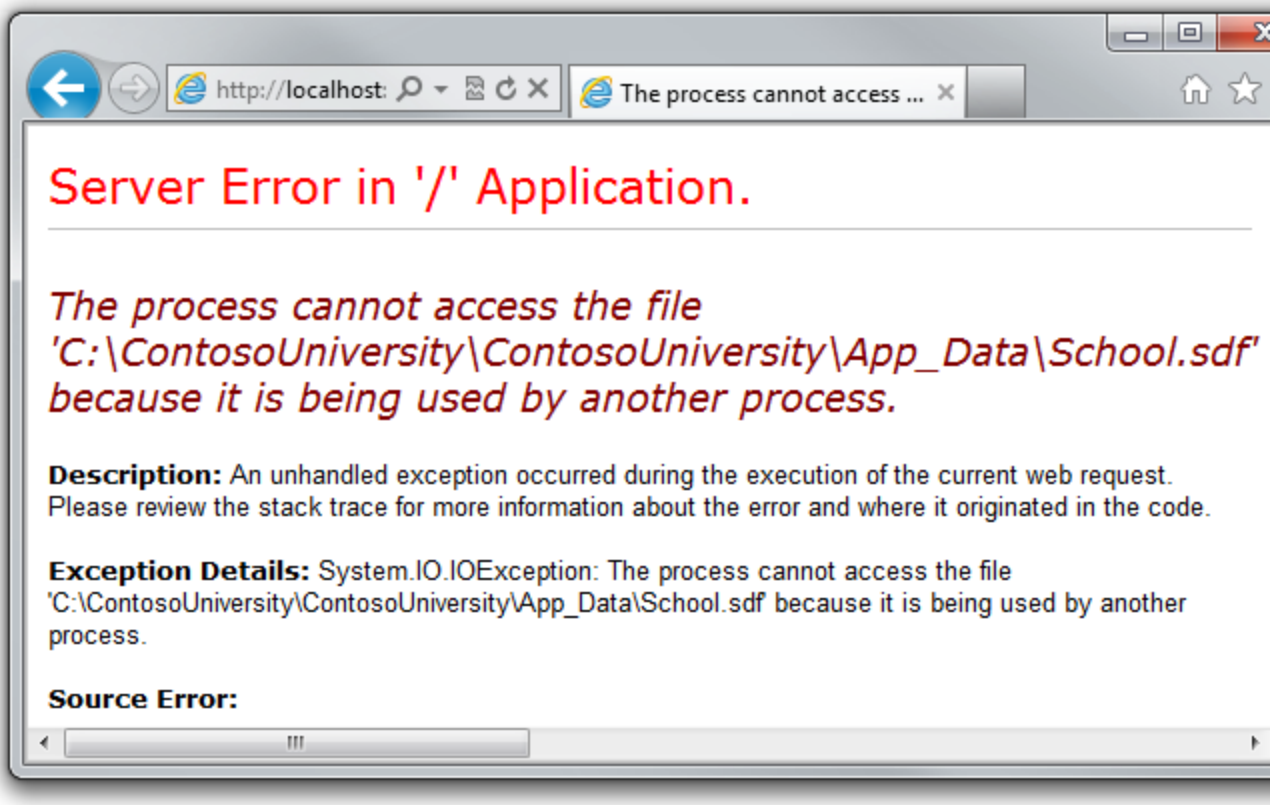 http://localhost:
The process cannot access ...
Server Error in '/' Application.
The process cannot access the file
'C:\ContosoUniversity\ContosoUniversity\App_Data\School.sdf'
because it is being used by another process.
Description: An unhandled exception occurred during the execution of the current web request.
Please review the stack trace for more information about the error and where it originated in the code.
Exception Details: System.IO.IOException: The process cannot access the file
'C:\ContosoUniversity\ContosoUniversity\App_Data\School.sdf' because it is being used by another
process.
Source Error: